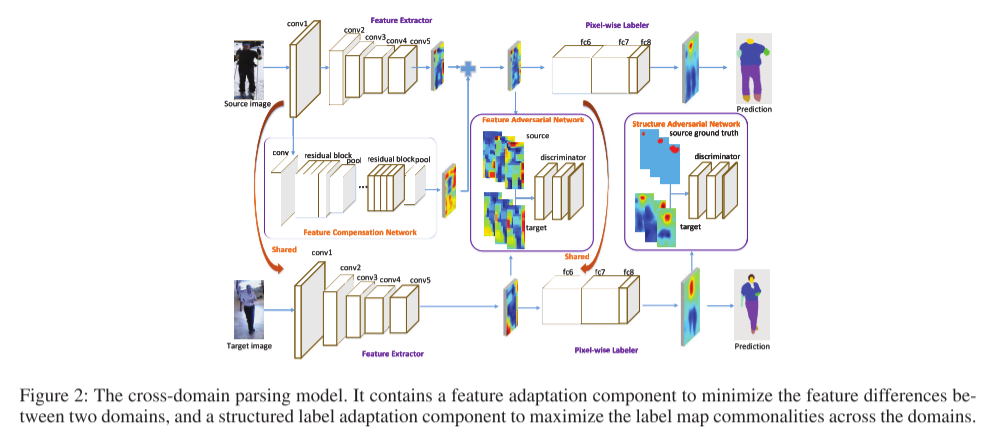 Feature Extractor
Pixel-wise Labeler
conv1
conv2
conv3
conv4
conv5
fc6
fc7
fc8
Source image
Prediction
Feature Adversarial Network
source
discriminator
target
Structure Adversarial Network
source ground truth
discriminator
target
conv
residual block
pool
...
residual block
pool
Feature Compensation Network
Shared
Shared
conv1
conv2
conv3
conv4
conv5
fc6
fc7
fc8
Target image
Feature Extractor
Pixel-wise Labeler
Prediction
Figure 2: The cross-domain parsing model. It contains a feature adaptation component to minimize the feature differences be-
tween two domains, and a structured label adaptation component to maximize the label map commonalities across the domains.